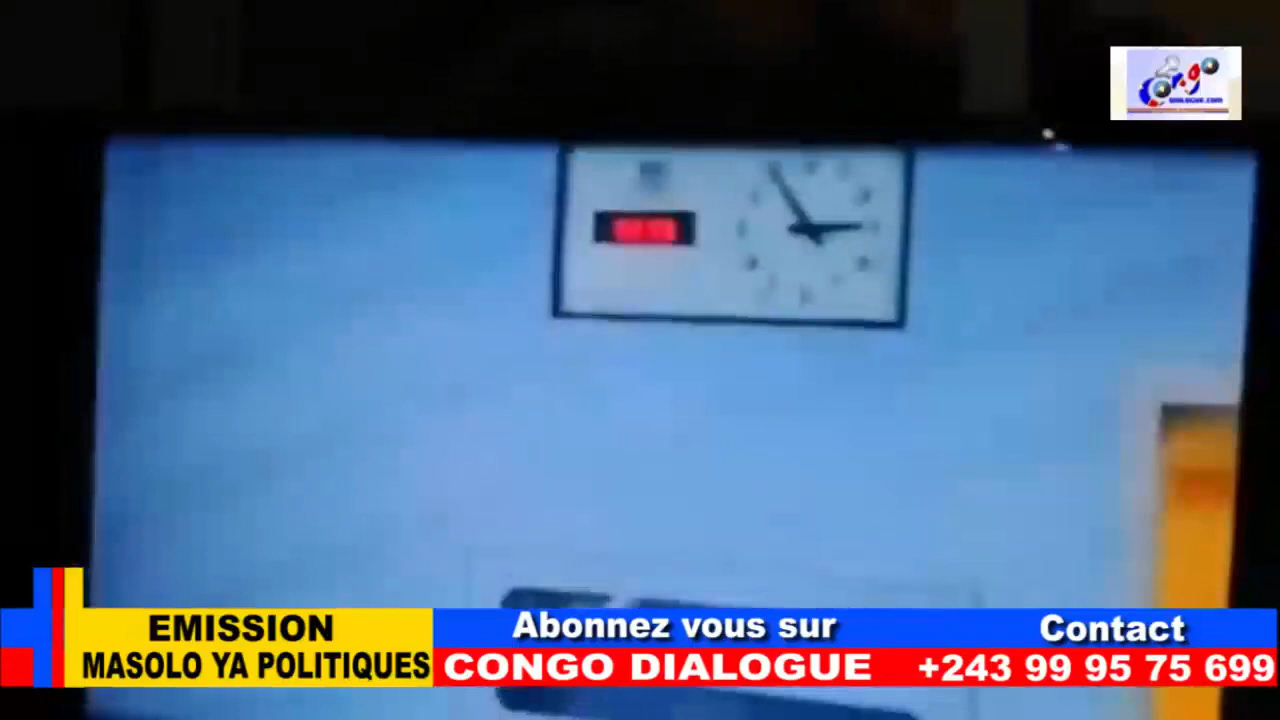 EMISSION
MASOLO YA POLITIQUES
Abonnez vous sur
CONGO DIALOGUE
Contact
+243 99 95 75 699